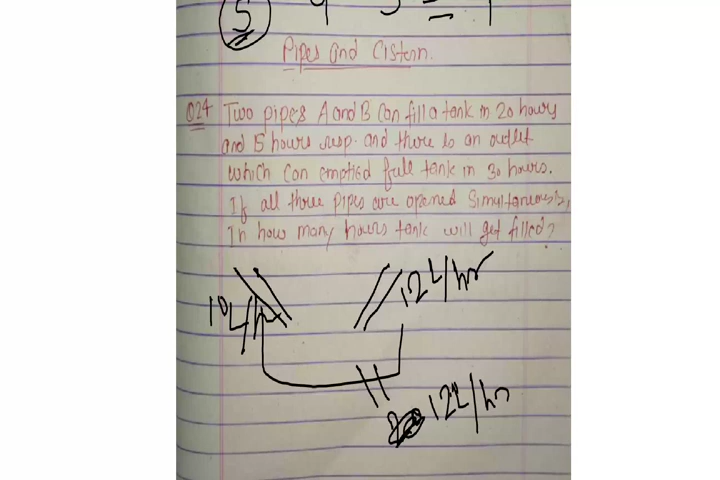 5
Pipes and Cistern.
Q24 Two pipes A and B can fill a tank in 20 hours
and 15 hours resp. and there is an outlet
which can emptied full tank in 30 hours.
If all three pipes are opened Simultaneously,
In how many hours tank will get filled?
10L/hr
12L/hr
12L/hr